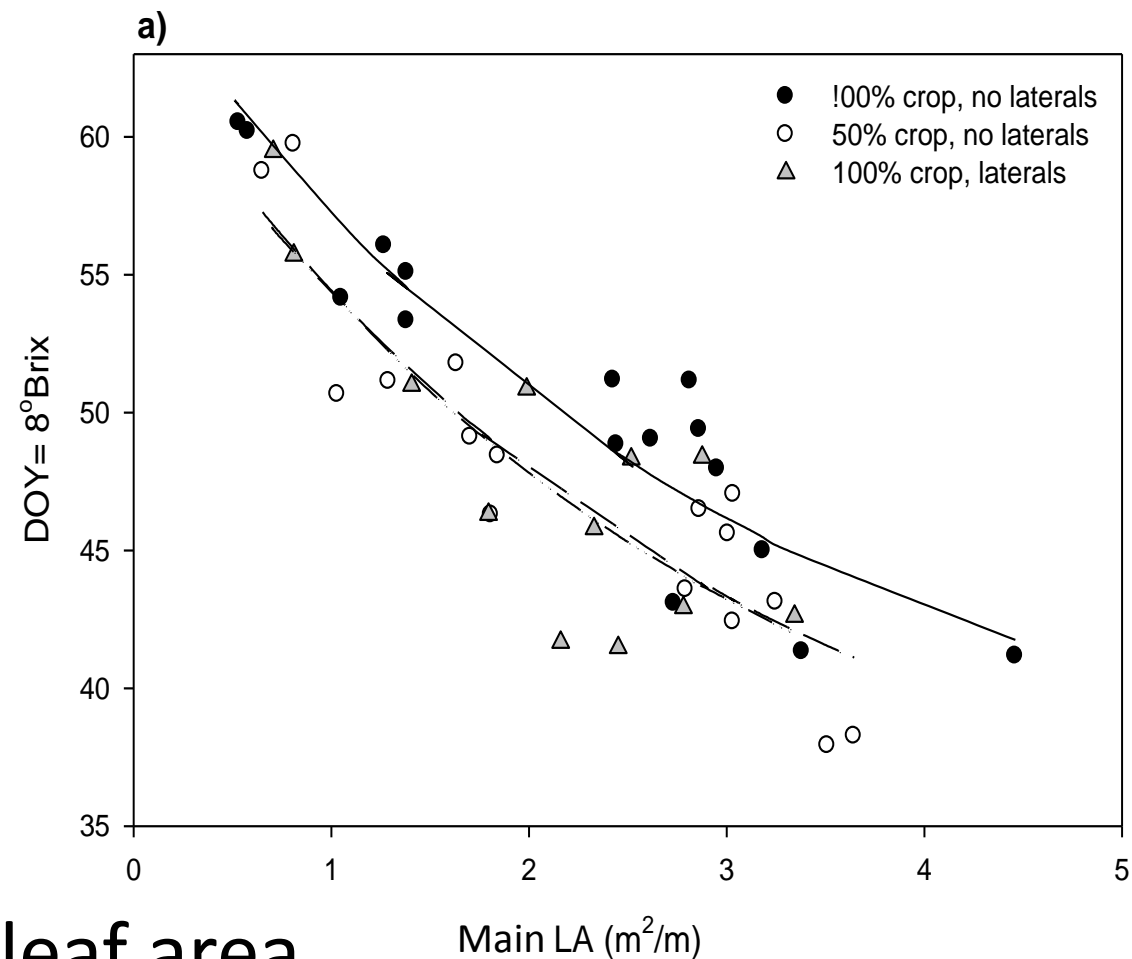 a)
!00% crop, no laterals
50% crop, no laterals
100% crop, laterals
60
55
50
45
40
35
DOY= 8°Brix
0 1 2 3 4 5
Main LA (m²/m)
leaf area